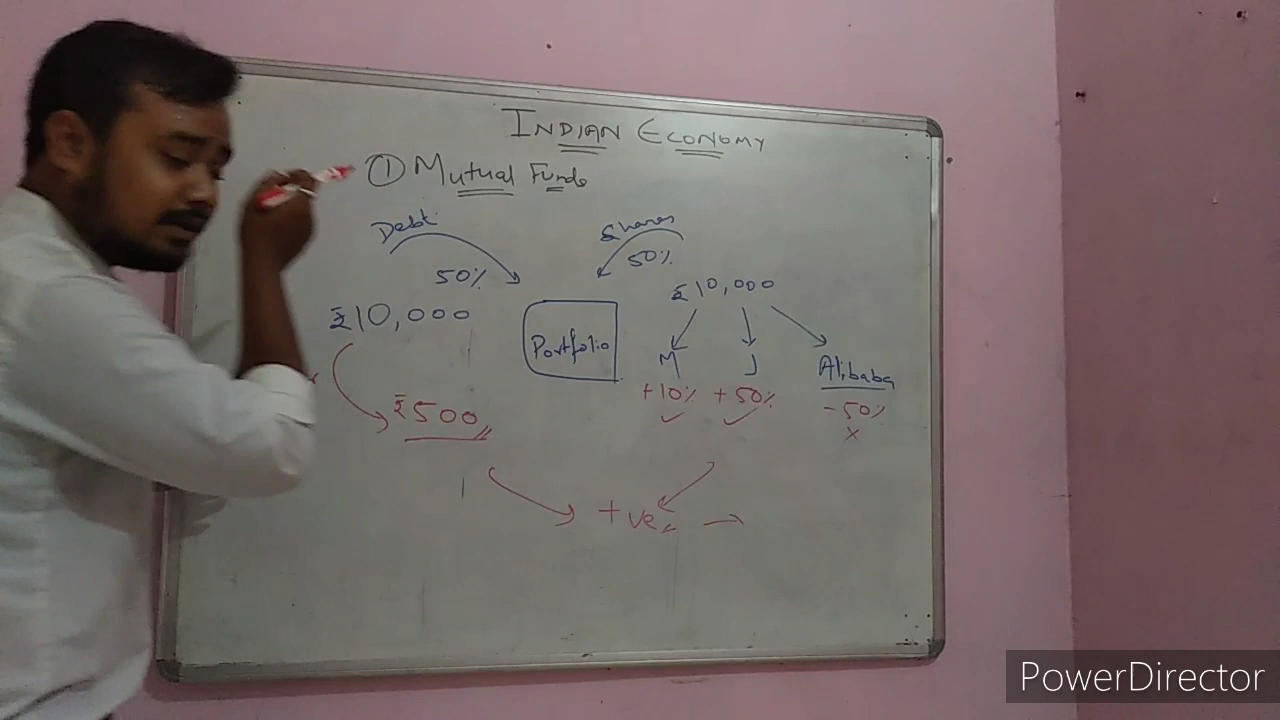 INDIAN ECONOMY
① Mutual Funds
Debt
Shares
50%
50%
₹10,000
₹10,000
Portfolio
M
J
Alibaba
+10%
+50%
-50%
✓
✓
x
₹500
+ve
PowerDirector